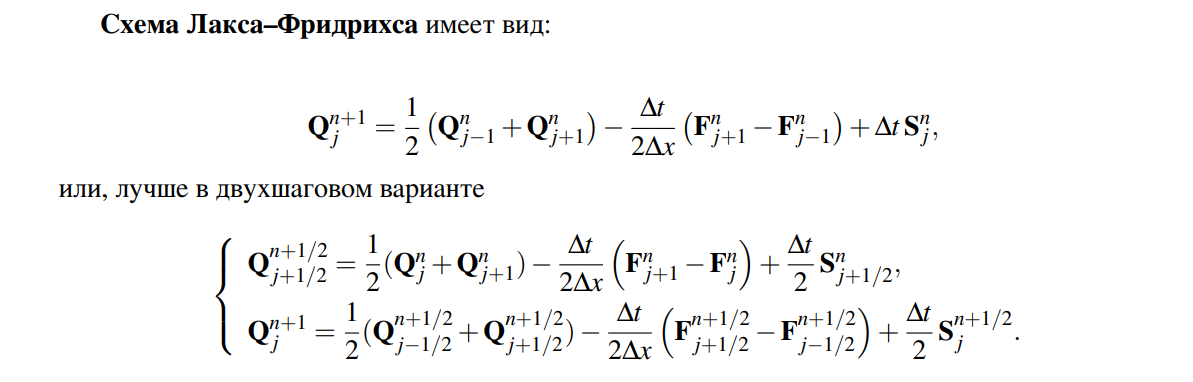 Схема Лакса–Фридрихса имеет вид:
$\mathbf{Q}_j^{n+1} = \frac{1}{2}\left(\mathbf{Q}_{j-1}^n + \mathbf{Q}_{j+1}^n\right) - \frac{\Delta t}{2\Delta x}\left(\mathbf{F}_{j+1}^n - \mathbf{F}_{j-1}^n\right) + \Delta t\,\mathbf{S}_j^n,$
или, лучше в двухшаговом варианте
$\mathbf{Q}_{j+1/2}^{n+1/2} = \frac{1}{2}(\mathbf{Q}_j^n + \mathbf{Q}_{j+1}^n) - \frac{\Delta t}{2\Delta x}\left(\mathbf{F}_{j+1}^n - \mathbf{F}_j^n\right) + \frac{\Delta t}{2}\mathbf{S}_{j+1/2}^n,$
$\mathbf{Q}_j^{n+1} = \frac{1}{2}(\mathbf{Q}_{j-1/2}^{n+1/2} + \mathbf{Q}_{j+1/2}^{n+1/2}) - \frac{\Delta t}{2\Delta x}\left(\mathbf{F}_{j+1/2}^{n+1/2} - \mathbf{F}_{j-1/2}^{n+1/2}\right) + \frac{\Delta t}{2}\mathbf{S}_j^{n+1/2}.$